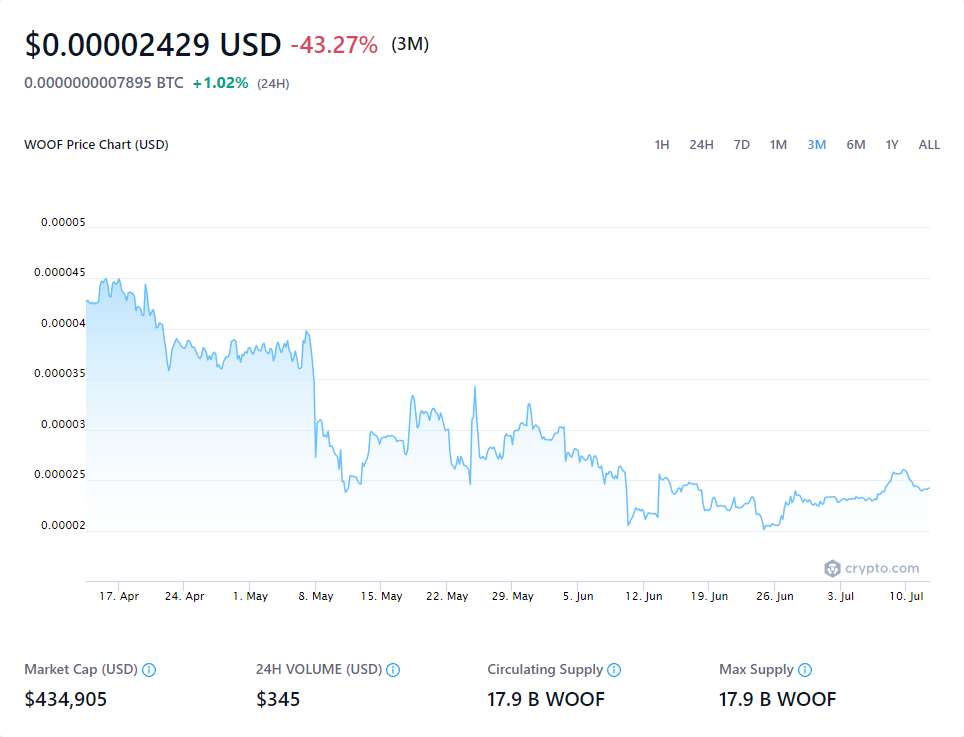 $0.00002429 USD -43.27% (3M)
0.0000000007895 BTC +1.02% (24H)
WOOF Price Chart (USD) 1H 24H 7D 1M 3M 6M 1Y ALL
0.00005
0.000045
0.00004
0.000035
0.00003
0.000025
0.00002
crypto.com
17. Apr 24. Apr 1. May 8. May 15. May 22. May 29. May 5. Jun 12. Jun 19. Jun 26. Jun 3. Jul 10. Jul
Market Cap (USD) 24H VOLUME (USD) Circulating Supply Max Supply
$434,905 $345 17.9 B WOOF 17.9 B WOOF